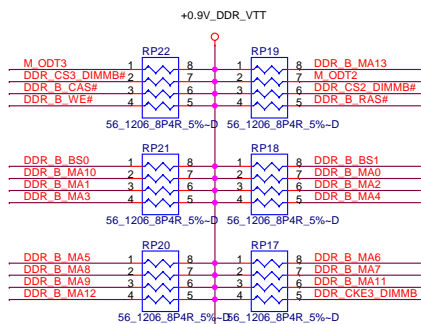 +0.9V_DDR_VTT
RP22 RP19
M_ODT3 1 8 1 8 DDR_B_MA13
DDR_CS3_DIMMB# 2 7 2 7 M_ODT2
DDR_B_CAS# 3 6 3 6 DDR_CS2_DIMMB#
DDR_B_WE# 4 5 4 5 DDR_B_RAS#
56_1206_8P4R_5%~D 56_1206_8P4R_5%~D
RP21 RP18
DDR_B_BS0 1 8 1 8 DDR_B_BS1
DDR_B_MA10 2 7 2 7 DDR_B_MA0
DDR_B_MA1 3 6 3 6 DDR_B_MA2
DDR_B_MA3 4 5 4 5 DDR_B_MA4
56_1206_8P4R_5%~D 56_1206_8P4R_5%~D
RP20 RP17
DDR_B_MA5 1 8 1 8 DDR_B_MA6
DDR_B_MA8 2 7 2 7 DDR_B_MA7
DDR_B_MA9 3 6 3 6 DDR_B_MA11
DDR_B_MA12 4 5 4 5 DDR_CKE3_DIMMB
56_1206_8P4R_5%~D 56_1206_8P4R_5%~D